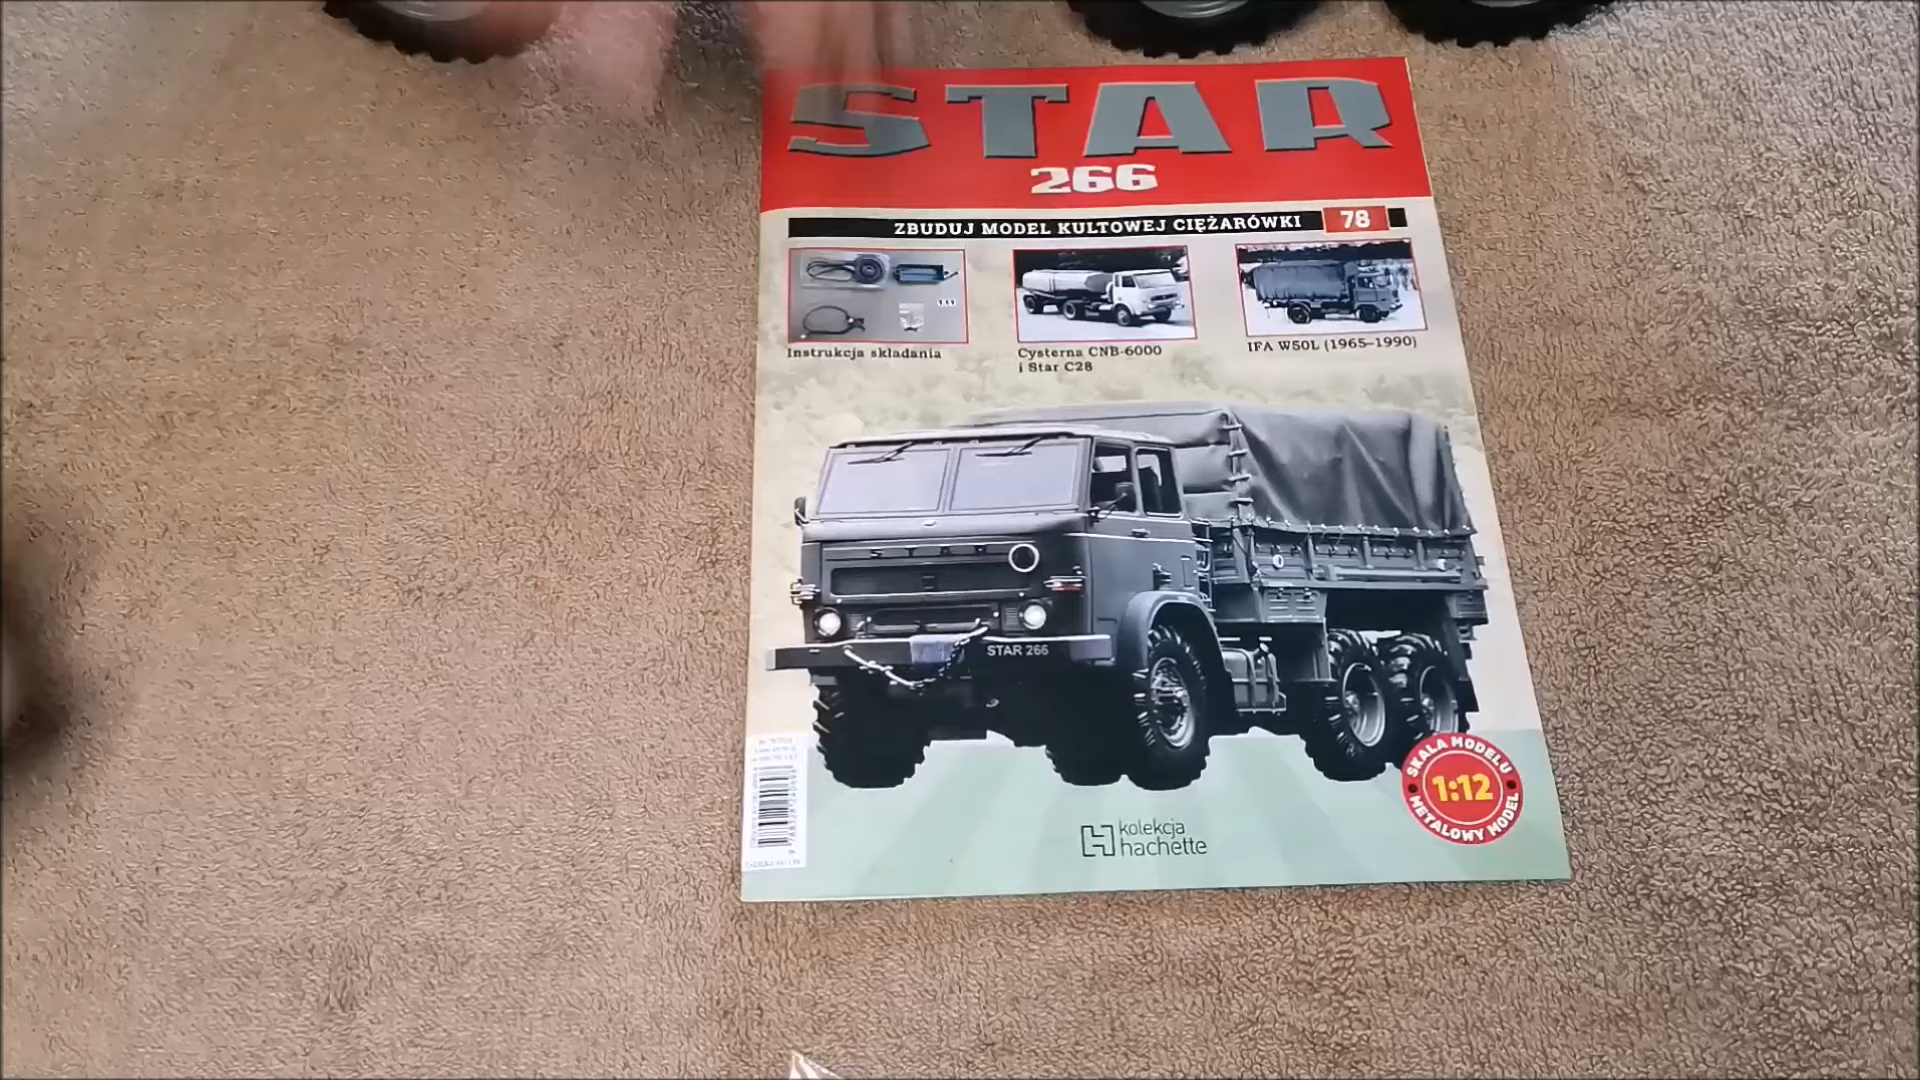 STAR
266
ZBUDUJ MODEL KULTOWEJ CIĘŻARÓWKI 78
Instrukcja składania
Cysterna CNB-6000
i Star C28
IFA W50L (1965–1990)
STAR
STAR 266
SKALA MODELU
1:12
METALOWY MODEL
kolekcja
hachette